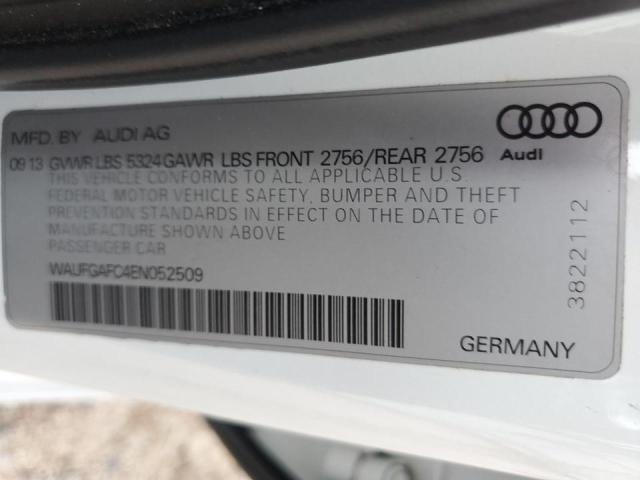 MFD. BY AUDI AG
09 13 GVWR LBS 5324 GAWR LBS FRONT 2756/REAR 2756
Audi
THIS VEHICLE CONFORMS TO ALL APPLICABLE U.S.
FEDERAL MOTOR VEHICLE SAFETY, BUMPER AND THEFT
PREVENTION STANDARDS IN EFFECT ON THE DATE OF
MANUFACTURE SHOWN ABOVE
PASSENGER CAR
WAUFGAFC4EN052509
3822112
GERMANY